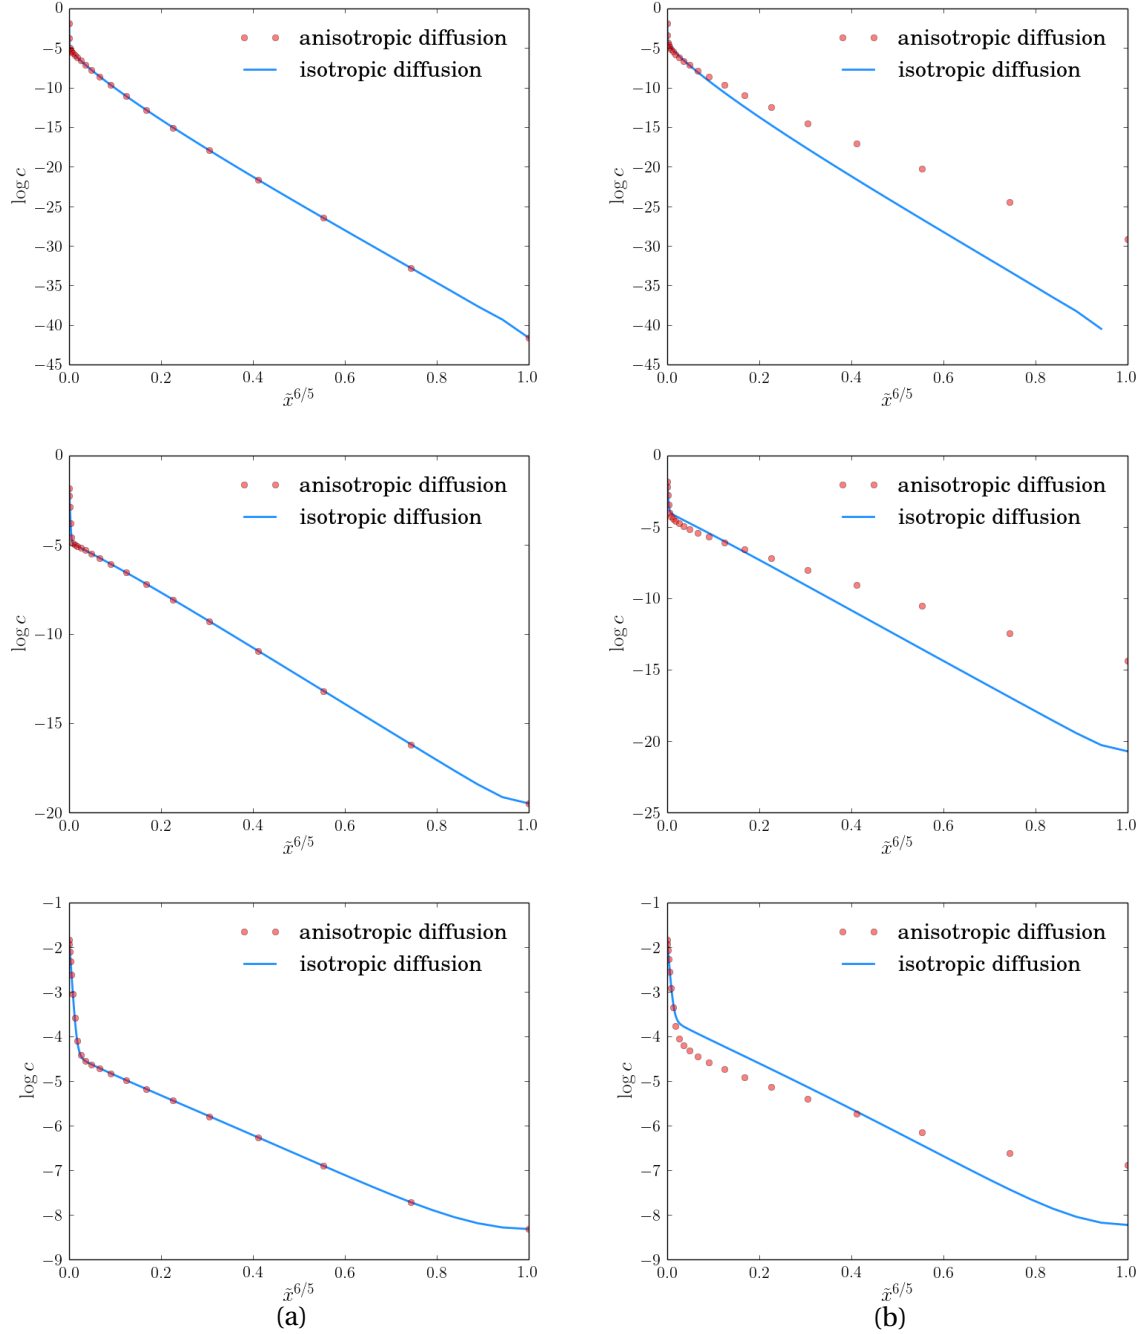 anisotropic diffusion
isotropic diffusion
log c
0
−5
−10
−15
−20
−25
−30
−35
−40
−45
0.0 0.2 0.4 0.6 0.8 1.0
x̃^{6/5}
anisotropic diffusion
isotropic diffusion
log c
0
−5
−10
−15
−20
−25
−30
−35
−40
−45
0.0 0.2 0.4 0.6 0.8 1.0
x̃^{6/5}
anisotropic diffusion
isotropic diffusion
log c
0
−5
−10
−15
−20
0.0 0.2 0.4 0.6 0.8 1.0
x̃^{6/5}
anisotropic diffusion
isotropic diffusion
log c
0
−5
−10
−15
−20
−25
0.0 0.2 0.4 0.6 0.8 1.0
x̃^{6/5}
anisotropic diffusion
isotropic diffusion
log c
−1
−2
−3
−4
−5
−6
−7
−8
−9
0.0 0.2 0.4 0.6 0.8 1.0
x̃^{6/5}
(a)
anisotropic diffusion
isotropic diffusion
log c
−1
−2
−3
−4
−5
−6
−7
−8
−9
0.0 0.2 0.4 0.6 0.8 1.0
x̃^{6/5}
(b)